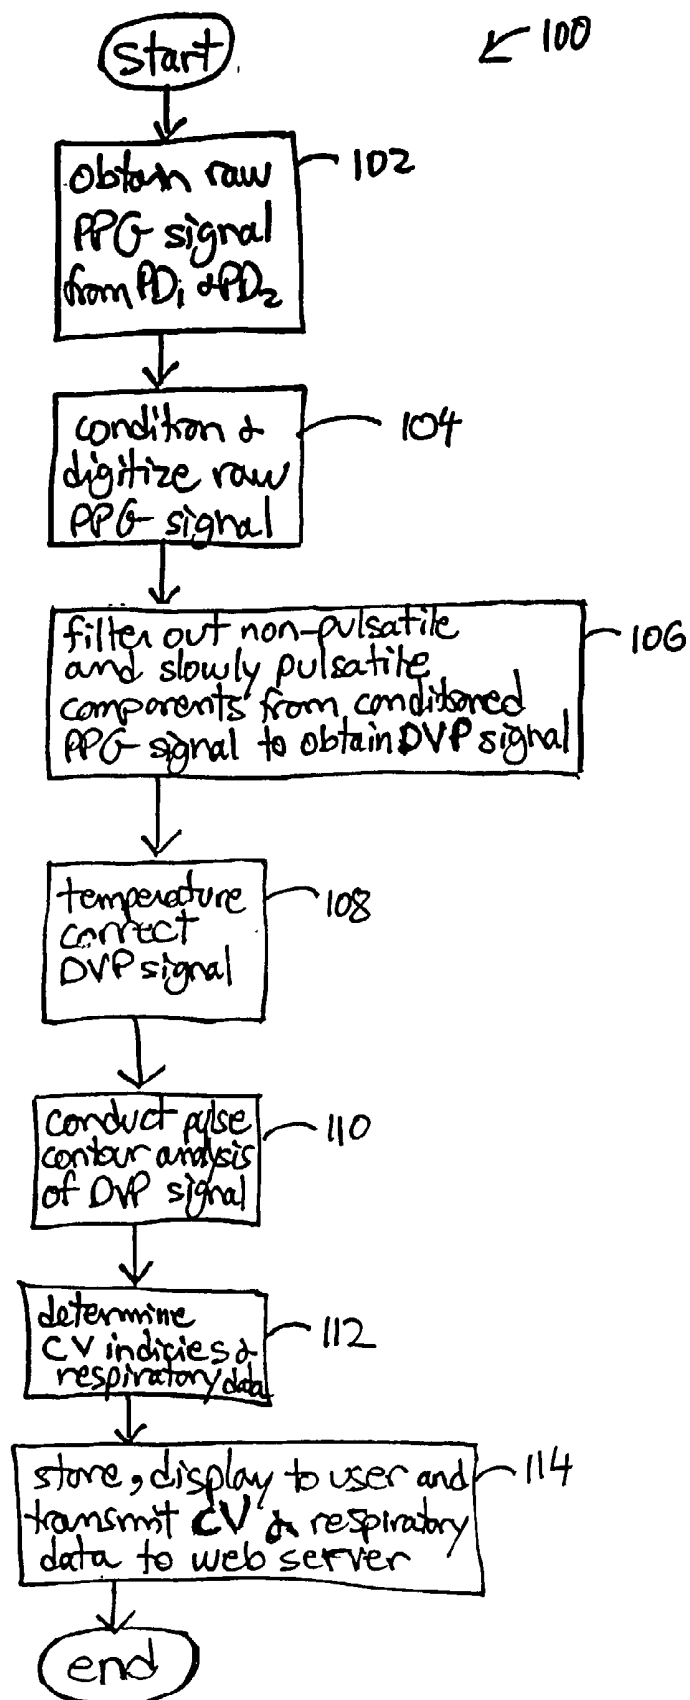 start
100
obtain raw
PPG signal
from PD1 & PD2
102
condition &
digitize raw
PPG signal
104
filter out non-pulsatile
and slowly pulsatile
components from conditioned
PPG signal to obtain DVP signal
106
temperature
correct
DVP signal
108
conduct pulse
contour analysis
of DVP signal
110
determine
CV indicies &
respiratory data
112
store, display to user and
transmit CV & respiratory
data to web server
114
end